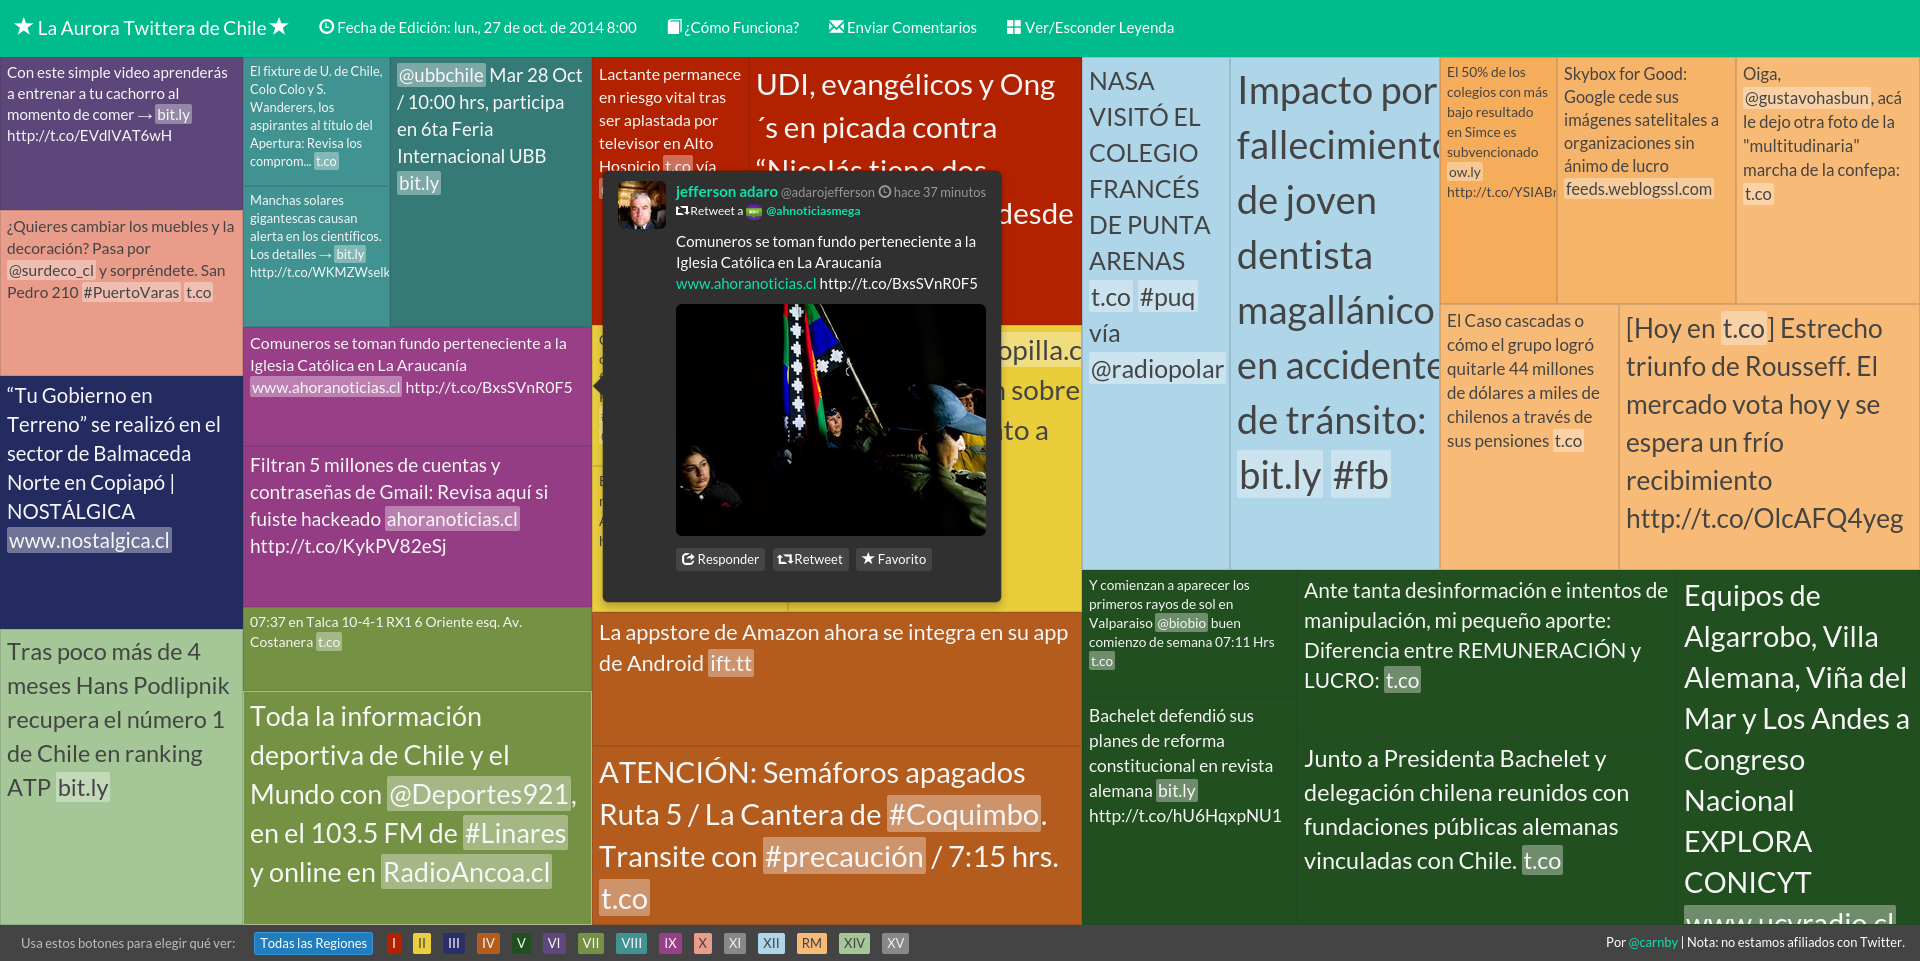 ★ La Aurora Twittera de Chile ★
Fecha de Edición: lun., 27 de oct. de 2014 8:00
¿Cómo Funciona?
Enviar Comentarios
Ver/Esconder Leyenda
Con este simple video aprenderás
a entrenar a tu cachorro al
momento de comer → bit.ly
http://t.co/EVdlVAT6wH
¿Quieres cambiar los muebles y la
decoración? Pasa por
@surdeco_cl y sorpréndete. San
Pedro 210 #PuertoVaras t.co
“Tu Gobierno en
Terreno” se realizó en el
sector de Balmaceda
Norte en Copiapó |
NOSTÁLGICA
www.nostalgica.cl
Tras poco más de 4
meses Hans Podlipnik
recupera el número 1
de Chile en ranking
ATP bit.ly
El fixture de U. de Chile,
Colo Colo y S.
Wanderers, los
aspirantes al título del
Apertura: Revisa los
comprom... t.co
Manchas solares
gigantescas causan
alerta en los científicos.
Los detalles → bit.ly
http://t.co/WKMZWselk
@ubbchile Mar 28 Oct
/ 10:00 hrs, participa
en 6ta Feria
Internacional UBB
bit.ly
Comuneros se toman fundo perteneciente a la
Iglesia Católica en La Araucanía
www.ahoranoticias.cl http://t.co/BxsSVnR0F5
Filtran 5 millones de cuentas y
contraseñas de Gmail: Revisa aquí si
fuiste hackeado ahoranoticias.cl
http://t.co/KykPV82eSj
07:37 en Talca 10-4-1 RX1 6 Oriente esq. Av.
Costanera t.co
Toda la información
deportiva de Chile y el
Mundo con @Deportes921,
en el 103.5 FM de #Linares
y online en RadioAncoa.cl
Lactante permanece
en riesgo vital tras
ser aplastada por
televisor en Alto
Hospicio t.co vía
UDI, evangélicos y Ong
´s en picada contra
“Nicolás tiene dos
desde
jefferson adaro @adarojefferson hace 37 minutos
Retweet a @ahnoticiasmega
Comuneros se toman fundo perteneciente a la
Iglesia Católica en La Araucanía
www.ahoranoticias.cl http://t.co/BxsSVnR0F5
Responder Retweet ★ Favorito
opilla.c
sobre
to a
La appstore de Amazon ahora se integra en su app
de Android ift.tt
ATENCIÓN: Semáforos apagados
Ruta 5 / La Cantera de #Coquimbo.
Transite con #precaución / 7:15 hrs.
t.co
NASA
VISITÓ EL
COLEGIO
FRANCÉS
DE PUNTA
ARENAS
t.co #puq
vía
@radiopolar
Impacto por
fallecimiento
de joven
dentista
magallánico
en accidente
de tránsito:
bit.ly #fb
El 50% de los
colegios con más
bajo resultado
en Simce es
subvencionado
ow.ly
http://t.co/YSIABr
Skybox for Good:
Google cede sus
imágenes satelitales a
organizaciones sin
ánimo de lucro
feeds.weblogssl.com
Oiga,
@gustavohasbun, acá
le dejo otra foto de la
"multitudinaria"
marcha de la confepa:
t.co
El Caso cascadas o
cómo el grupo logró
quitarle 44 millones
de dólares a miles de
chilenos a través de
sus pensiones t.co
[Hoy en t.co] Estrecho
triunfo de Rousseff. El
mercado vota hoy y se
espera un frío
recibimiento
http://t.co/OlcAFQ4yeg
Y comienzan a aparecer los
primeros rayos de sol en
Valparaiso @biobio buen
comienzo de semana 07:11 Hrs
t.co
Bachelet defendió sus
planes de reforma
constitucional en revista
alemana bit.ly
http://t.co/hU6HqxpNU1
Ante tanta desinformación e intentos de
manipulación, mi pequeño aporte:
Diferencia entre REMUNERACIÓN y
LUCRO: t.co
Junto a Presidenta Bachelet y
delegación chilena reunidos con
fundaciones públicas alemanas
vinculadas con Chile. t.co
Equipos de
Algarrobo, Villa
Alemana, Viña del
Mar y Los Andes a
Congreso
Nacional
EXPLORA
CONICYT
www.ucvradio.cl
Usa estos botones para elegir qué ver: Todas las Regiones I II III IV V VI VII VIII IX X XI XII RM XIV XV
Por @carnby | Nota: no estamos afiliados con Twitter.